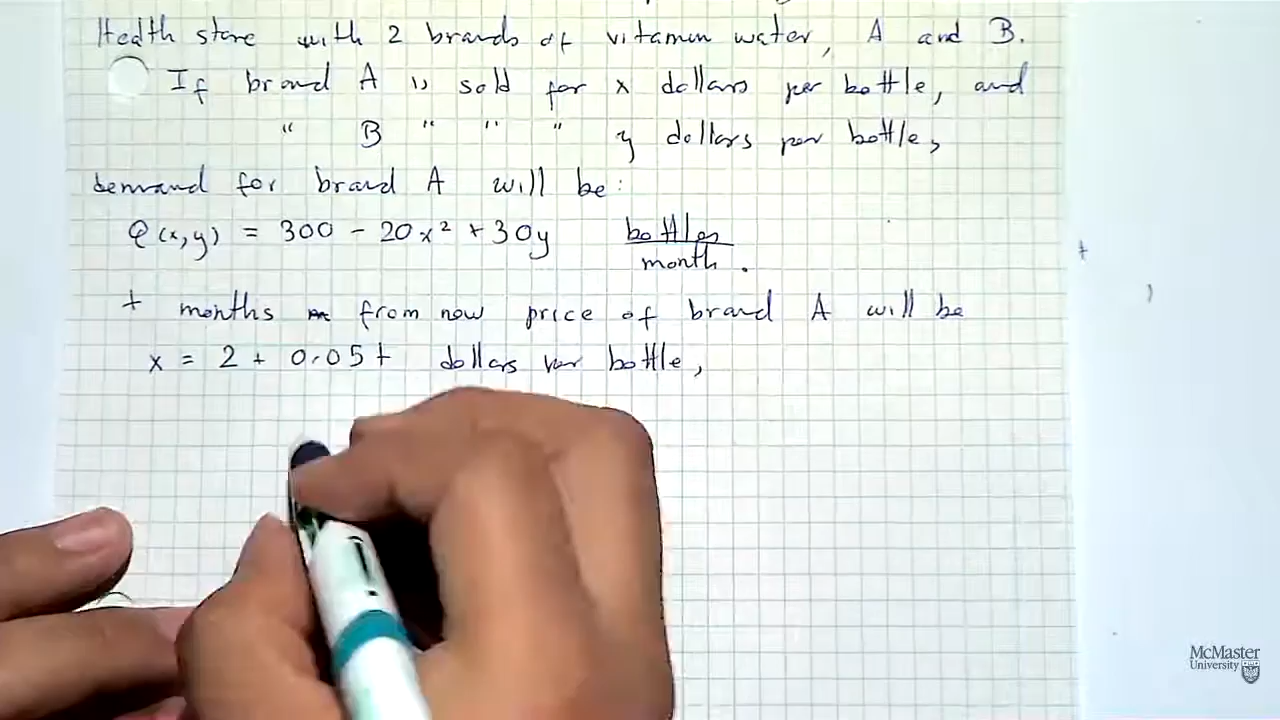 Health store with 2 brands of vitamin water, A and B.
If brand A is sold for x dollars per bottle, and
" B " " " y dollars per bottle,
demand for brand A will be:
Q(x,y) = 300 - 20x² + 30y bottles/month.
t months from now price of brand A will be
x = 2 + 0.05t dollars per bottle,
McMaster
University